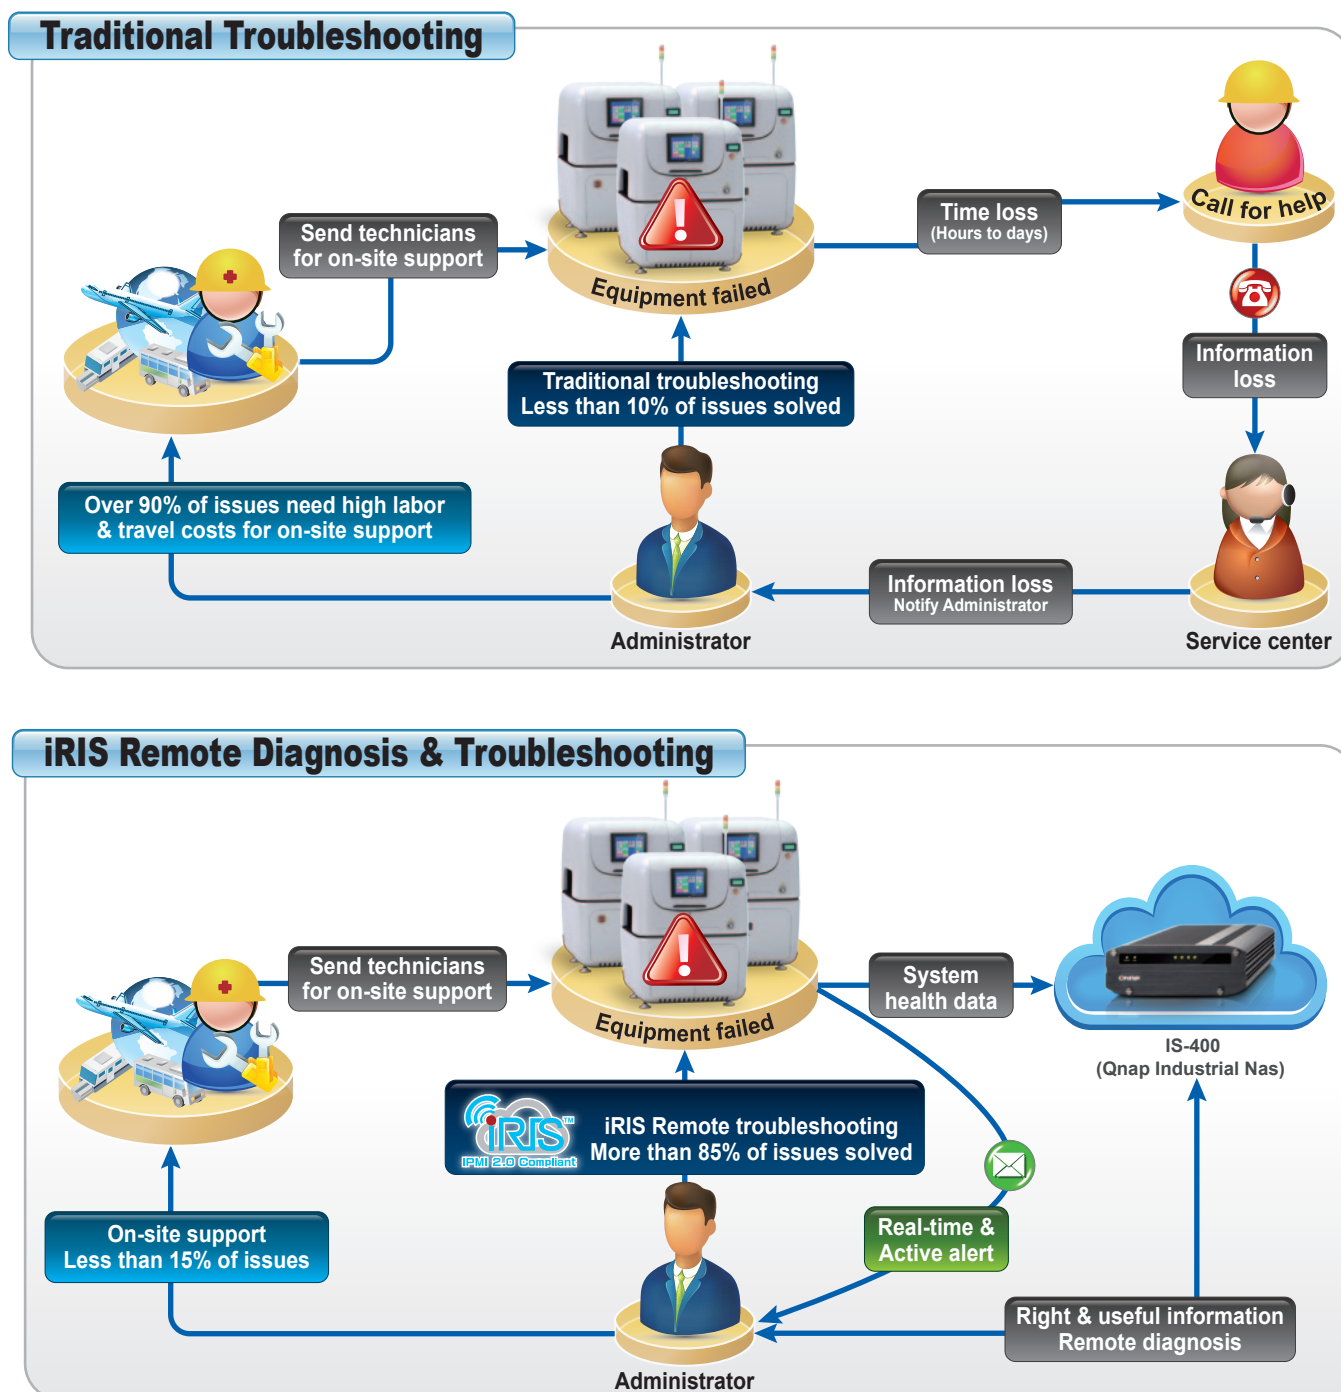 Traditional Troubleshooting
Call for help
Time loss
(Hours to days)
Send technicians
for on-site support
Equipment failed
Information
loss
Traditional troubleshooting
Less than 10% of issues solved
Over 90% of issues need high labor
& travel costs for on-site support
Information loss
Notify Administrator
Administrator
Service center
iRIS Remote Diagnosis & Troubleshooting
Send technicians
for on-site support
Equipment failed
System
health data
QNAP
IS-400
(Qnap Industrial Nas)
iRIS™
IPMI 2.0 Compliant
iRIS Remote troubleshooting
More than 85% of issues solved
On-site support
Less than 15% of issues
Real-time &
Active alert
Right & useful information
Remote diagnosis
Administrator